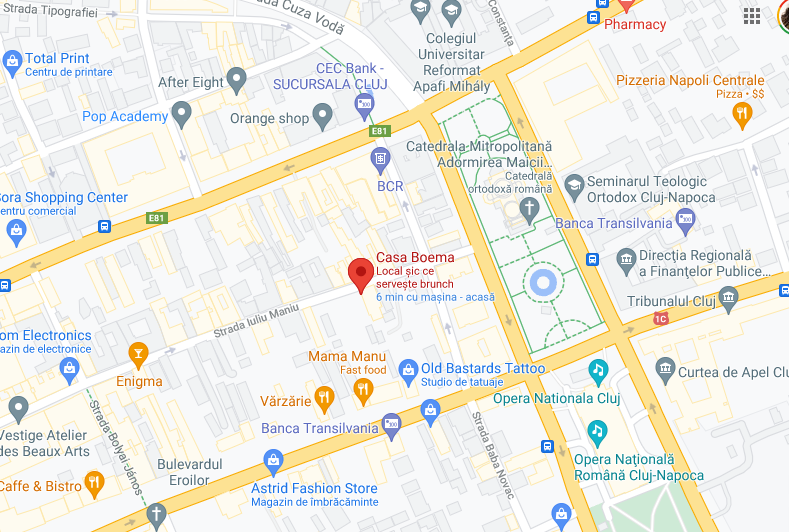 Strada Tipografiei
Strada Cuza Vodă
Constanța
Pharmacy
Total Print
Centru de printare
Colegiul
Universitar
Reformat
Apafi Mihály
CEC Bank -
SUCURSALA CLUJ
After Eight
Pizzeria Napoli Centrale
Pizza • $$
Pop Academy
Orange shop
E81
Catedrala Mitropolitană
Adormirea Maicii...
Catedrală
ortodoxă română
BCR
Seminarul Teologic
Ortodox Cluj-Napoca
ora Shopping Center
entru comercial
E81
Banca Transilvania
Direcția Regională
a Finanțelor Publice...
Casa Boema
Local șic ce
servește brunch
6 min cu mașina - acasă
Tribunalul Cluj
1C
Strada Iuliu Maniu
om Electronics
azin de electronice
Mama Manu
Fast food
Enigma
Old Bastards Tattoo
Studio de tatuaje
Curtea de Apel Clu
Opera Nationala Cluj
Vărzărie
Banca Transilvania
Strada Bolyai János
Strada Baba Novac
Vestige Atelier
des Beaux Arts
Bulevardul
Eroilor
Opera Națională
Română Cluj-Napoca
Caffe & Bistro
Astrid Fashion Store
Magazin de îmbrăcăminte